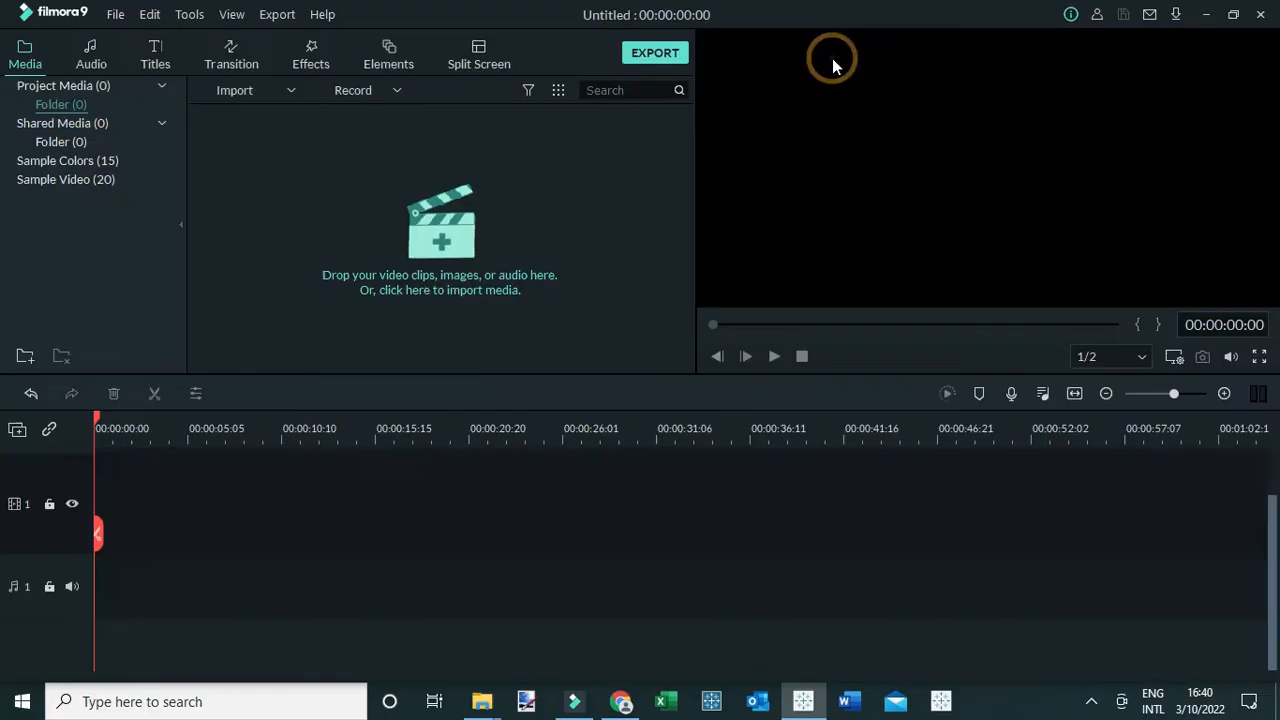 filmora9 File Edit Tools View Export Help Untitled : 00:00:00:00
Media Audio Titles Transition Effects Elements Split Screen EXPORT
Project Media (0)
Folder (0)
Shared Media (0)
Folder (0)
Sample Colors (15)
Sample Video (20)
Import Record Search
Drop your video clips, images, or audio here.
Or, click here to import media.
{ } 00:00:00:00
1/2
00:00:00:00 00:00:05:05 00:00:10:10 00:00:15:15 00:00:20:20 00:00:26:01 00:00:31:06 00:00:36:11 00:00:41:16 00:00:46:21 00:00:52:02 00:00:57:07 00:01:02:1
1
1
Type here to search
ENG
INTL
16:40
3/10/2022